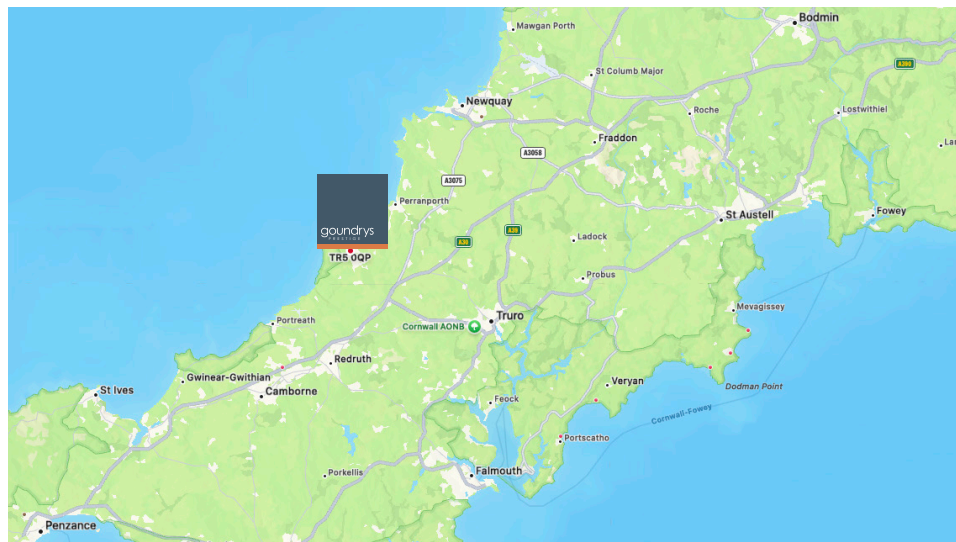 Bodmin
Mawgan Porth
A390
St Columb Major
Newquay
Roche
Lostwithiel
Fraddon
Lan
A3058
A3075
Perranporth
St Austell
Fowey
goundrys
PRESTIGE
A39
A30
Ladock
TR5 0QP
Probus
Mevagissey
Portreath
Truro
Cornwall AONB
Redruth
Gwinear-Gwithian
Veryan
Dodman Point
St Ives
Camborne
Feock
Cornwall-Fowey
Portscatho
Porkellis
Falmouth
Penzance